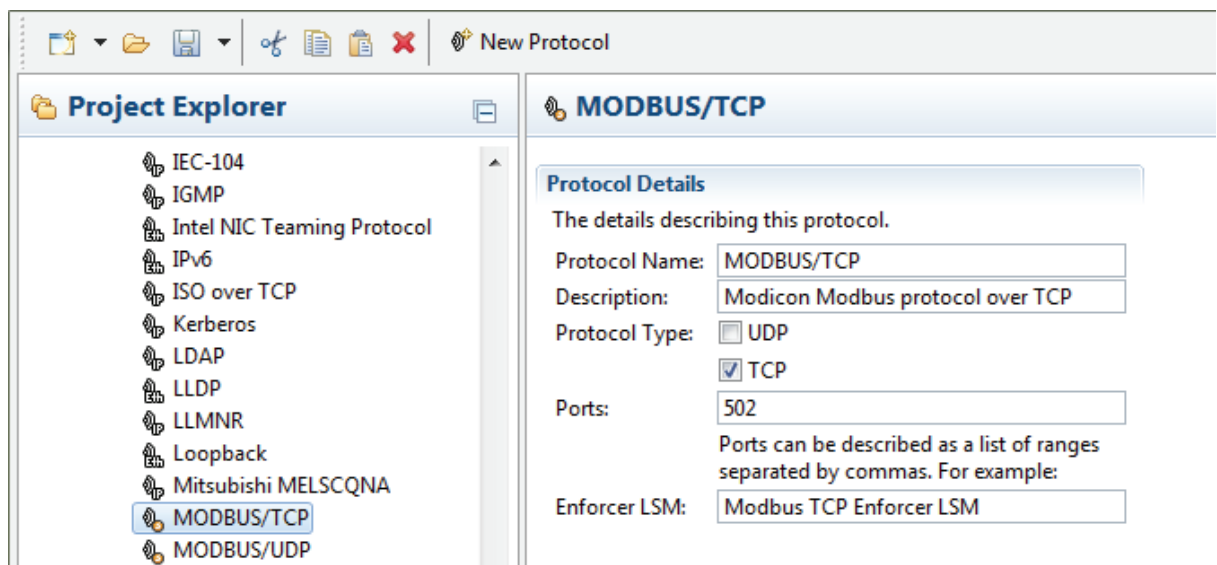 New Protocol
Project Explorer
IEC-104
IGMP
Intel NIC Teaming Protocol
IPv6
ISO over TCP
Kerberos
LDAP
LLDP
LLMNR
Loopback
Mitsubishi MELSCQNA
MODBUS/TCP
MODBUS/UDP
MODBUS/TCP
Protocol Details
The details describing this protocol.
Protocol Name: MODBUS/TCP
Description: Modicon Modbus protocol over TCP
Protocol Type: UDP
TCP
Ports: 502
Ports can be described as a list of ranges
separated by commas. For example:
Enforcer LSM: Modbus TCP Enforcer LSM